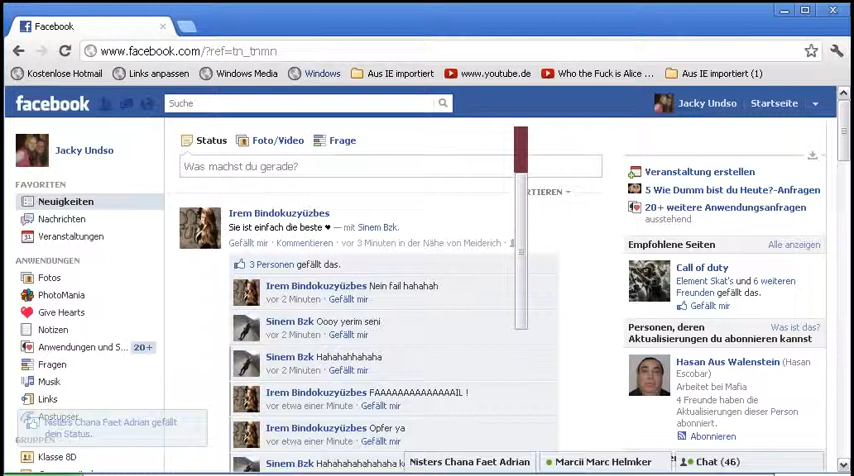 Facebook
www.facebook.com/?ref=tn_tnmn
Kostenlose Hotmail
Links anpassen
Windows Media
Windows
Aus IE importiert
www.youtube.de
Who the Fuck is Alice ...
Aus IE importiert (1)
facebook
Suche
Jacky Undso
Startseite
Jacky Undso
FAVORITEN
Neuigkeiten
Nachrichten
Veranstaltungen
ANWENDUNGEN
Fotos
PhotoMania
Give Hearts
Notizen
Anwendungen und S... 20+
Fragen
Musik
Links
Anstupser
Nisters Chana Faet Adrian gefällt
dein Status.
GRUPPEN
Klasse 8D
Status
Foto/Video
Frage
Was machst du gerade?
RTIEREN
Irem Bindokuzyüzbes
Sie ist einfach die beste ♥ — mit Sinem Bzk.
Gefällt mir · Kommentieren · vor 3 Minuten in der Nähe von Meiderich ·
3 Personen gefällt das.
Irem Bindokuzyüzbes Nein fail hahahah
vor 2 Minuten · Gefällt mir
Sinem Bzk Oooy yerim seni
vor 2 Minuten · Gefällt mir
Sinem Bzk Hahahahhahaha
vor 2 Minuten · Gefällt mir
Irem Bindokuzyüzbes FAAAAAAAAAAAAAIL !
vor etwa einer Minute · Gefällt mir
Irem Bindokuzyüzbes Opfer ya
vor etwa einer Minute · Gefällt mir
Veranstaltung erstellen
5 Wie Dumm bist du Heute?-Anfragen
20+ weitere Anwendungsanfragen
ausstehend
Empfohlene Seiten
Alle anzeigen
Call of duty
Element Skat's und 6 weiteren
Freunden gefällt das.
Gefällt mir
Personen, deren
Aktualisierungen du abonnieren kannst
Was ist das?
Hasan Aus Walenstein (Hasan
Escobar)
Arbeitet bei Mafia
4 Freunde haben die
Aktualisierungen dieser Person
abonniert.
Abonnieren
Nisters Chana Faet Adrian
Marcii Marc Helmker
Chat (46)